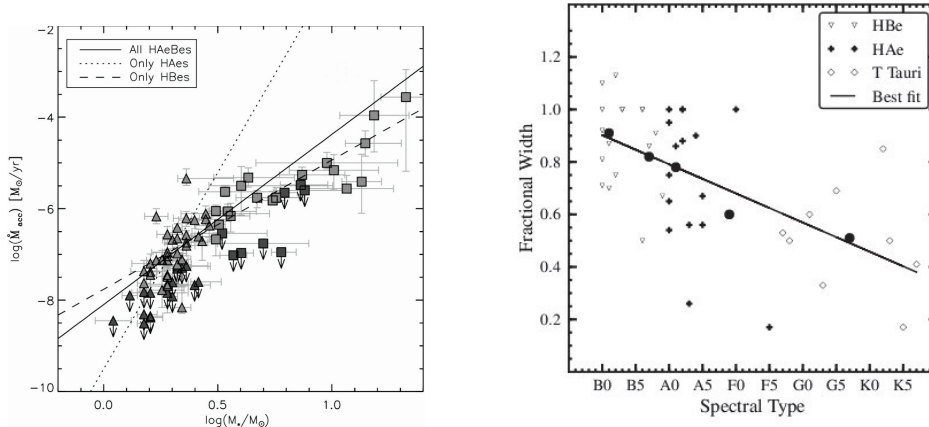 -2
All HAeBes
Only HAes
Only HBes
-4
-6
-8
-10
log(Ṁacc) [M⊙/yr]
0.0
0.5
1.0
log(M*/M⊙)
HBe
HAe
T Tauri
Best fit
1.0
0.8
0.6
0.4
0.2
Fractional Width
B0 B5 A0 A5 F0 F5 G0 G5 K0 K5
Spectral Type